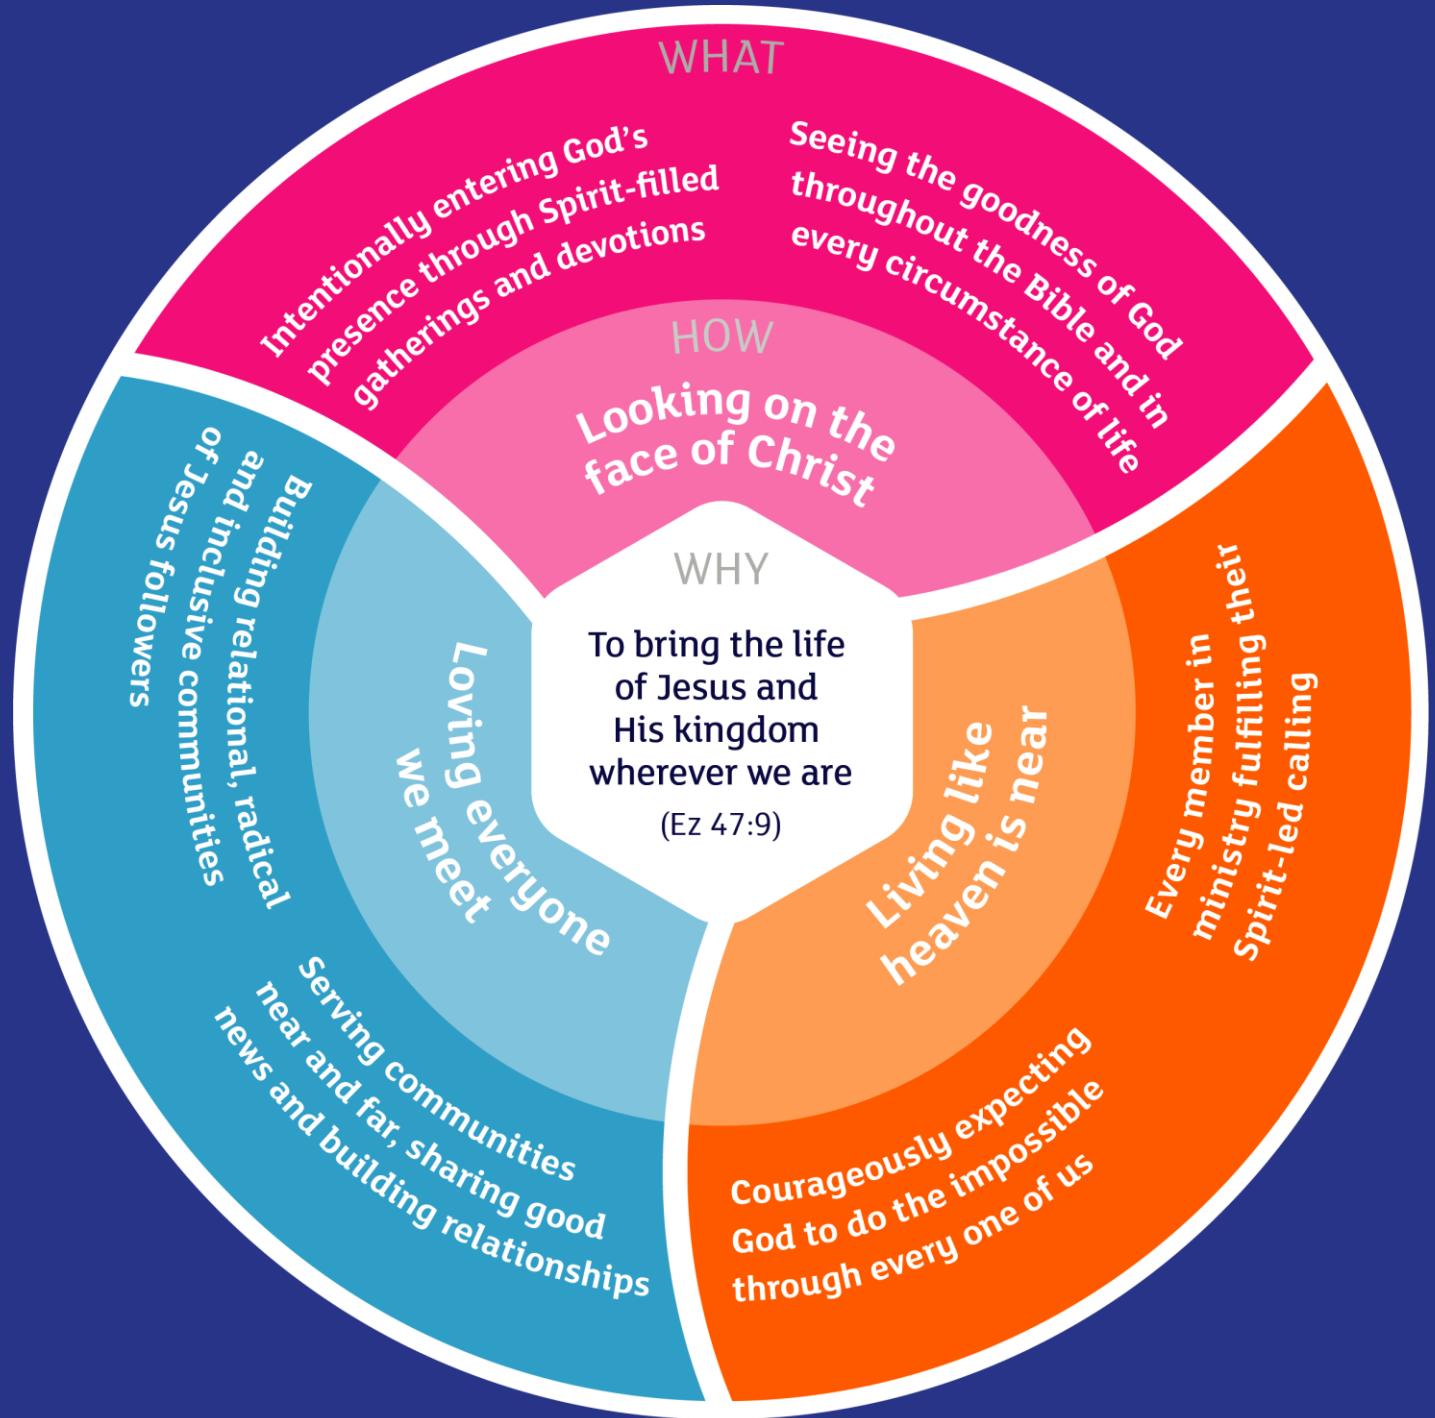 WHAT
Intentionally entering God's
presence through Spirit-filled
gatherings and devotions
Seeing the goodness of God
throughout the Bible and in
every circumstance of life
HOW
Looking on the
face of Christ
WHY
To bring the life
of Jesus and
His kingdom
wherever we are
(Ez 47:9)
Living like
heaven is near
Every member in
ministry fulfilling their
Spirit-led calling
Courageously expecting
God to do the impossible
through every one of us
Loving everyone
we meet
Building relational, radical
and inclusive communities
of Jesus followers
Serving communities
near and far, sharing good
news and building relationships